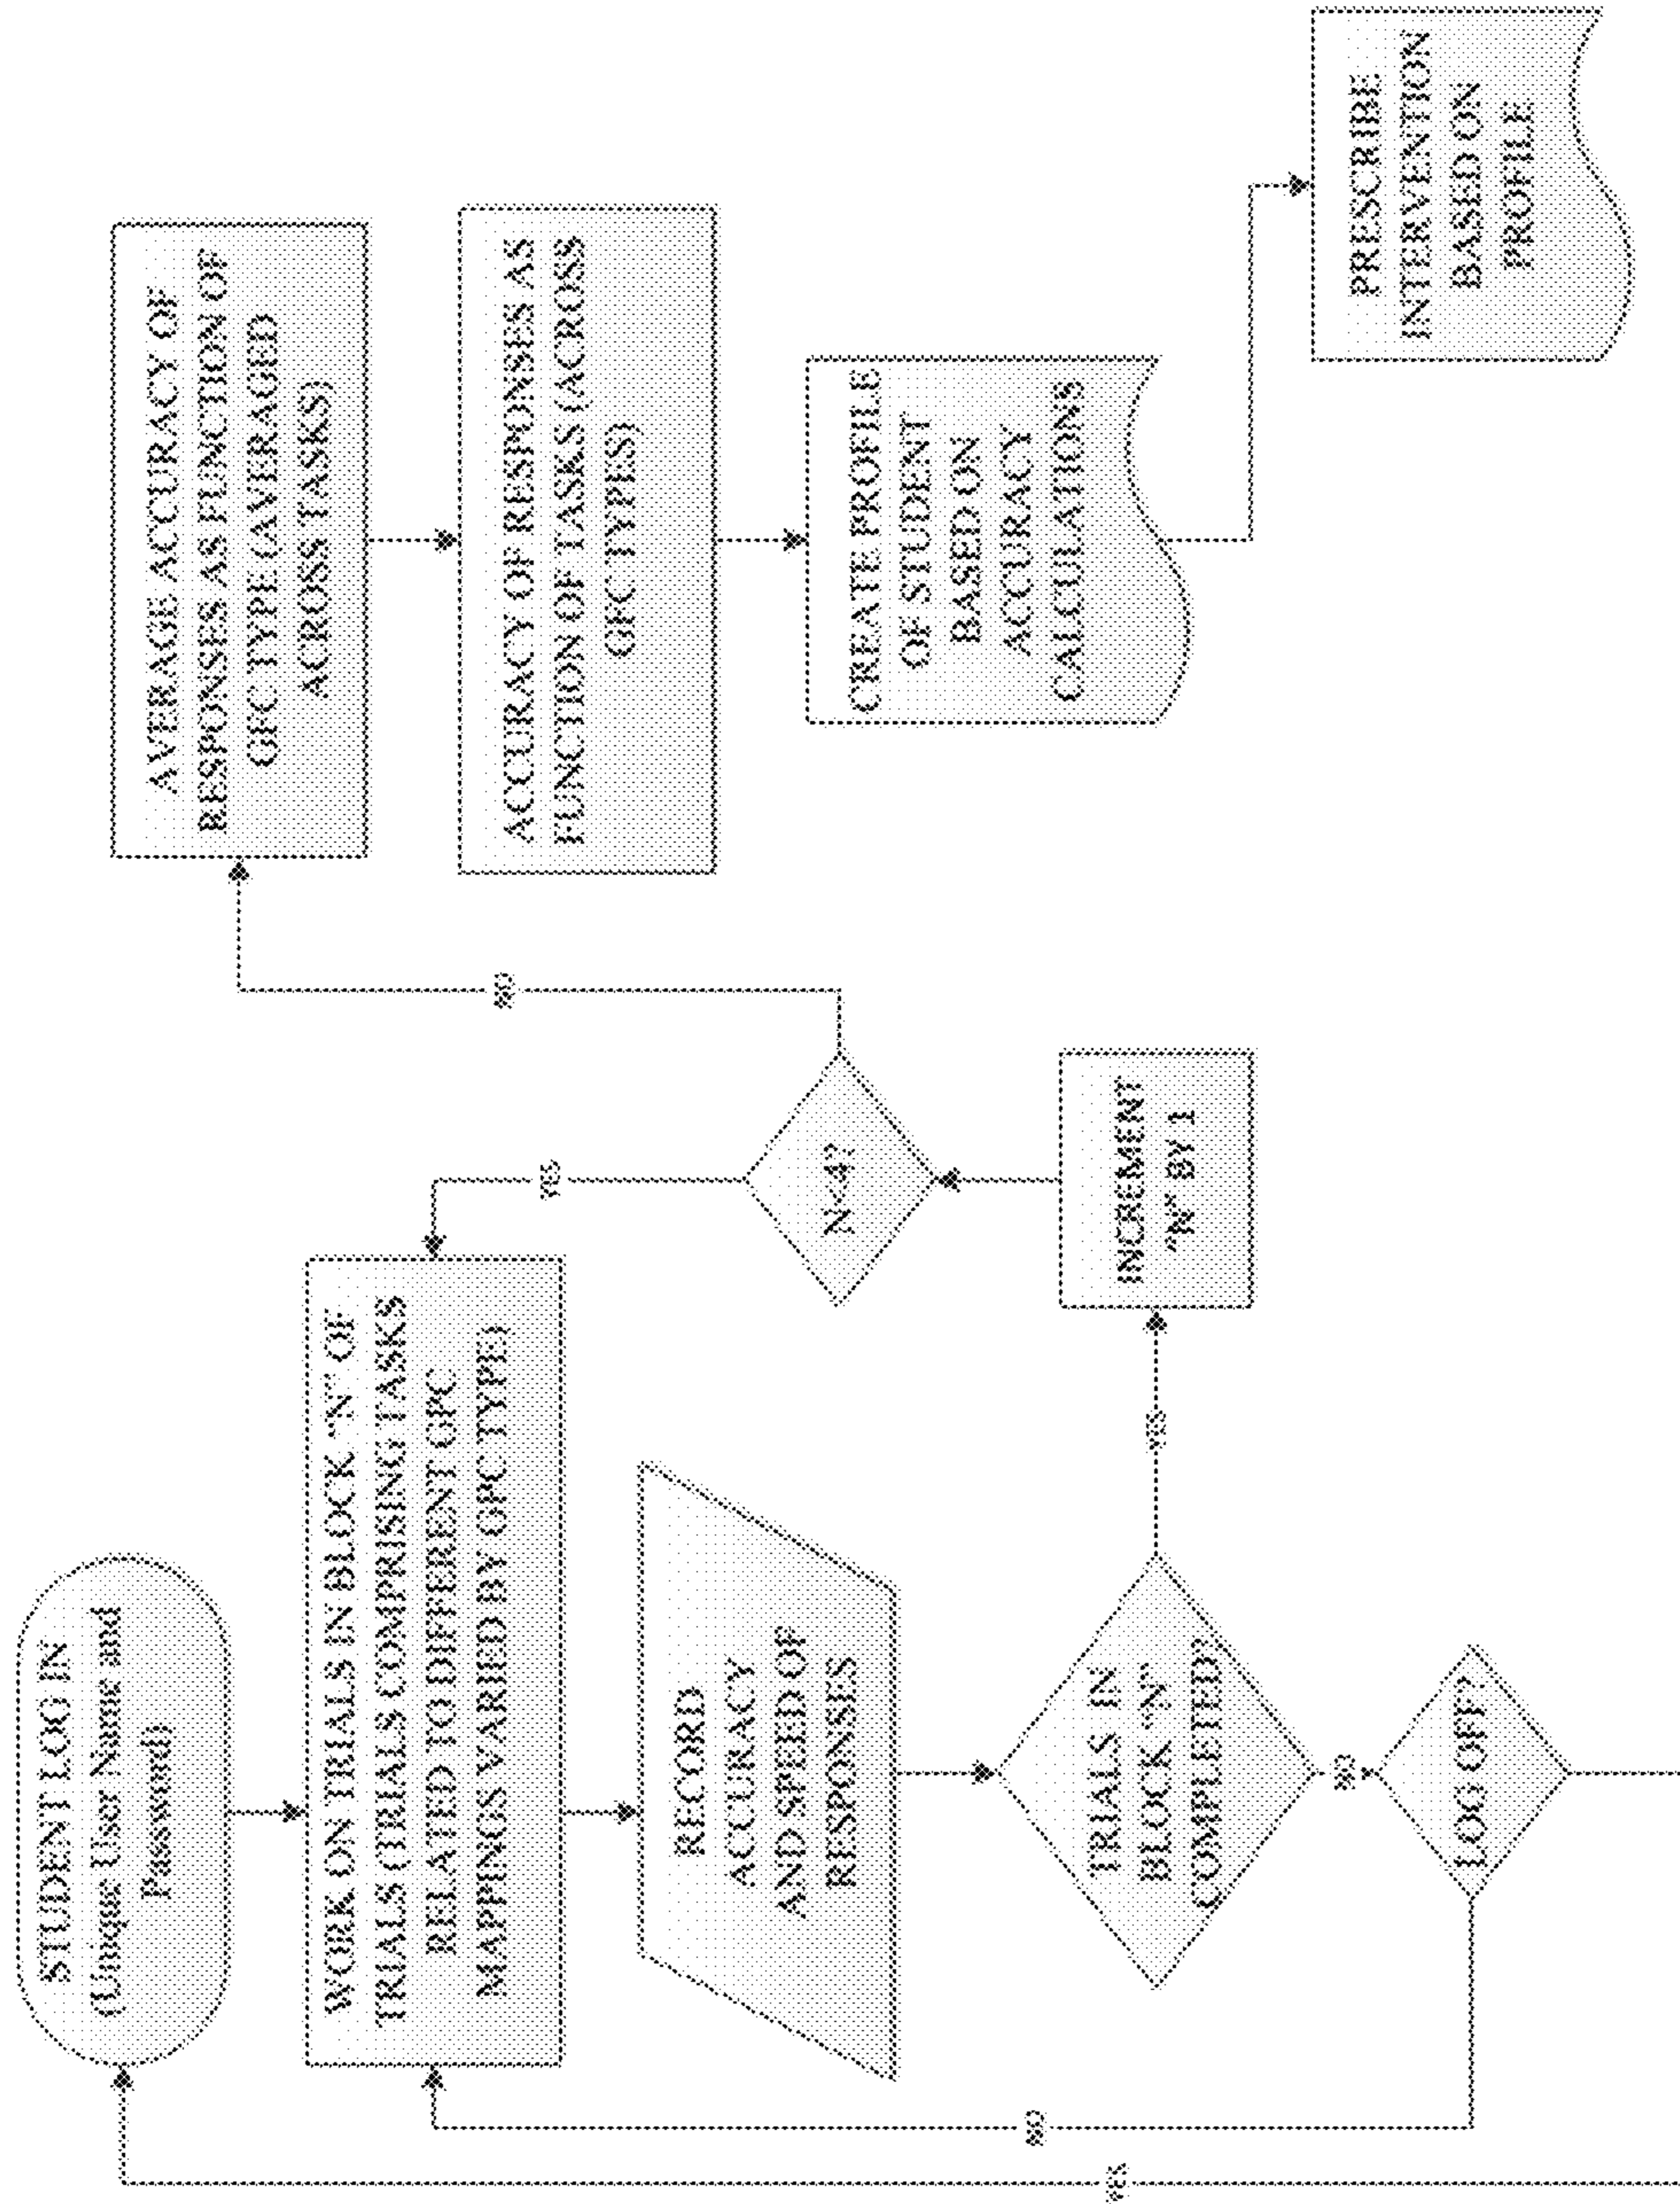 STUDENT LOG IN
(Unique User Name and
Password)
WORK ON TRIALS IN BLOCK "N" OF
TRIALS (TRIALS COMPRISING TASKS
RELATED TO DIFFERENT GPC
MAPPINGS VARIED BY GPC TYPE)
RECORD
ACCURACY
AND SPEED OF
RESPONSES
TRIALS IN
BLOCK "N"
COMPLETED?
NO
LOG OFF?
NO
YES
YES
INCREMENT
"N" BY 1
N<4?
YES
NO
AVERAGE ACCURACY OF
RESPONSES AS FUNCTION OF
GPC TYPE (AVERAGED
ACROSS TASKS)
ACCURACY OF RESPONSES AS
FUNCTION OF TASKS (ACROSS
GPC TYPES)
CREATE PROFILE
OF STUDENT
BASED ON
ACCURACY
CALCULATIONS
PRESCRIBE
INTERVENTION
BASED ON
PROFILE